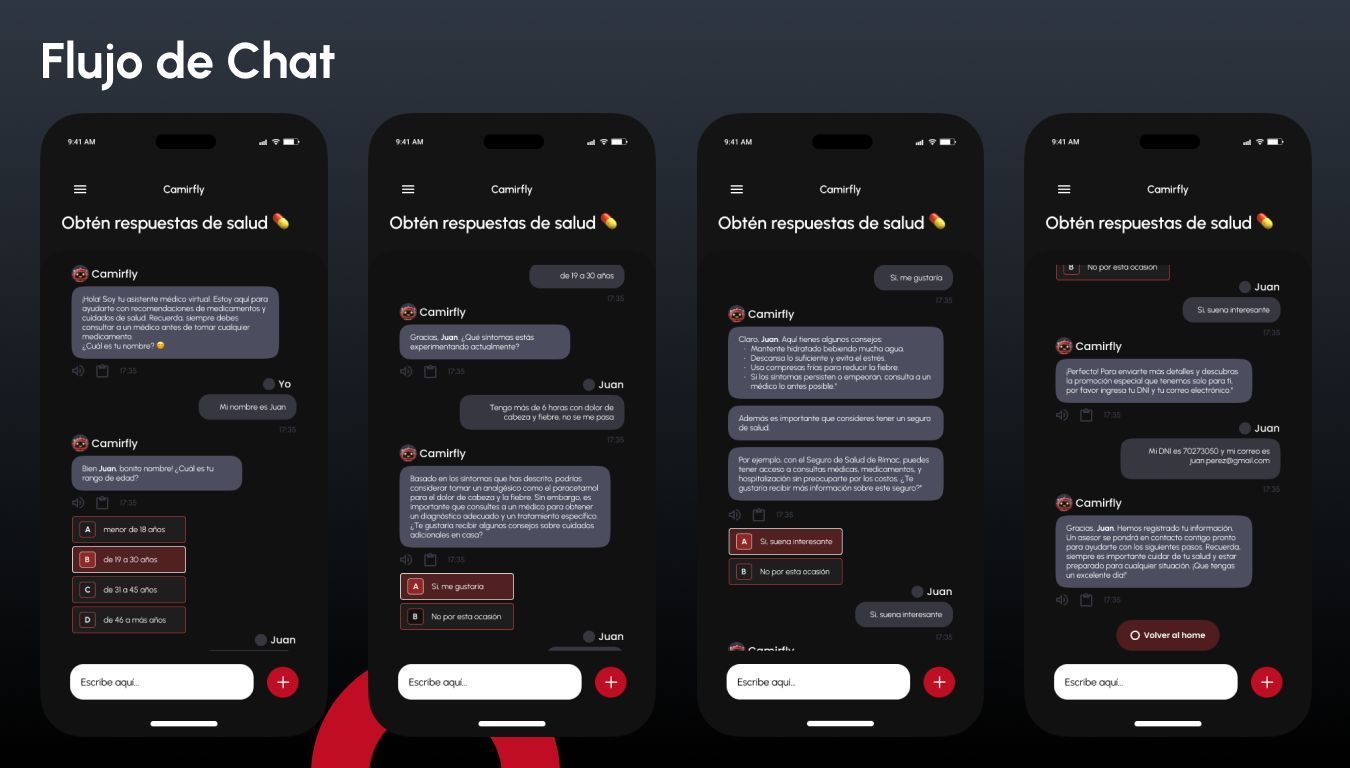 Flujo de Chat
9:41 AM
Camirfly
Obtén respuestas de salud
Camirfly
¡Hola! Soy tu asistente médico virtual. Estoy aquí para
ayudarte con recomendaciones de medicamentos y
cuidados de salud. Recuerda, siempre debes
consultar a un médico antes de tomar cualquier
medicamento.
¿Cuál es tu nombre?
17:35
Yo
Mi nombre es Juan
17:35
Camirfly
Bien Juan, bonito nombre! ¿Cuál es tu
rango de edad?
17:35
A menor de 18 años
B de 19 a 30 años
C de 31 a 45 años
D de 46 a más años
Juan
Escribe aquí...
9:41 AM
Camirfly
Obtén respuestas de salud
de 19 a 30 años
17:35
Camirfly
Gracias, Juan. ¿Qué síntomas estás
experimentando actualmente?
17:35
Juan
Tengo más de 6 horas con dolor de
cabeza y fiebre, no se me pasa
17:35
Camirfly
Basado en los síntomas que has descrito, podrías
considerar tomar un analgésico como el paracetamol
para el dolor de cabeza y la fiebre. Sin embargo, es
importante que consultes a un médico para obtener
un diagnóstico adecuado y un tratamiento específico.
¿Te gustaría recibir algunos consejos sobre cuidados
adicionales en casa?
17:35
A Si, me gustaría
B No por esta ocasión
Juan
Escribe aquí...
9:41 AM
Camirfly
Obtén respuestas de salud
Si, me gustaría
17:35
Camirfly
Claro, Juan. Aquí tienes algunos consejos:
· Mantente hidratado bebiendo mucha agua.
· Descansa lo suficiente y evita el estrés.
· Usa compresas frías para reducir la fiebre.
· Si los síntomas persisten o empeoran, consulta a un
médico lo antes posible."
Además es importante que consideres tener un seguro
de salud.
Por ejemplo, con el Seguro de Salud de Rimac, puedes
tener acceso a consultas médicas, medicamentos, y
hospitalización sin preocuparte por los costos. ¿Te
gustaría recibir más información sobre este seguro?"
17:35
A Si, suena interesante
B No por esta ocasión
Juan
Si, suena interesante
17:35
Camirfly
Escribe aquí...
9:41 AM
Camirfly
Obtén respuestas de salud
B No por esta ocasión
Juan
Si, suena interesante
17:35
Camirfly
¡Perfecto! Para enviarte más detalles y descubras
la promoción especial que tenemos solo para ti,
por favor ingresa tu DNI y tu correo electrónico."
17:35
Juan
Mi DNI es 70273050 y mi correo es
juan.perez@gmail.com
17:35
Camirfly
Gracias, Juan. Hemos registrado tu información.
Un asesor se pondrá en contacto contigo pronto
para ayudarte con los siguientes pasos. Recuerda,
siempre es importante cuidar de tu salud y estar
preparado para cualquier situación. ¡Que tengas
un excelente día!"
17:35
Volver al home
Escribe aquí...